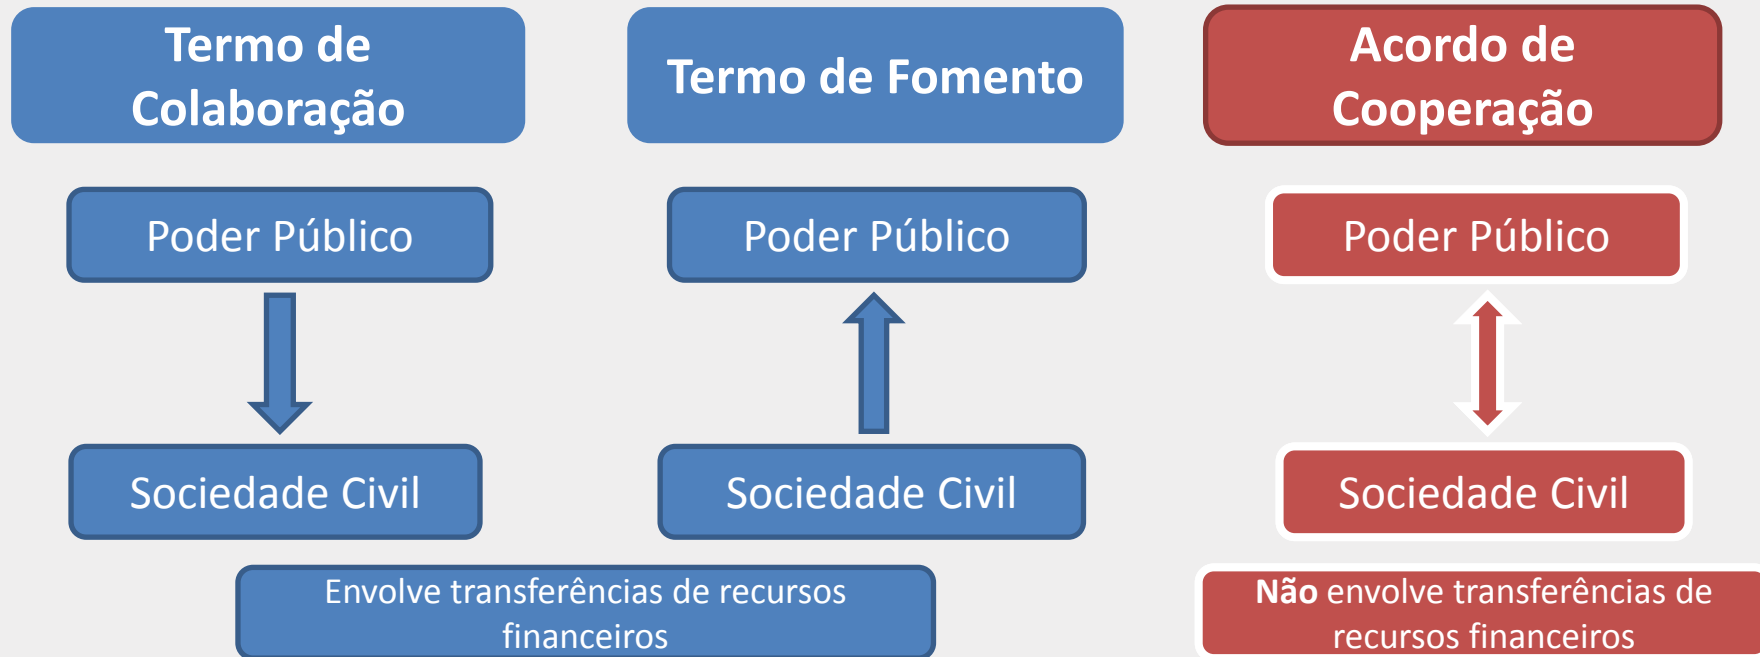 Termo de
Colaboração
Termo de Fomento
Acordo de
Cooperação
Poder Público
Poder Público
Poder Público
Sociedade Civil
Sociedade Civil
Sociedade Civil
Envolve transferências de recursos
financeiros
Não envolve transferências de
recursos financeiros